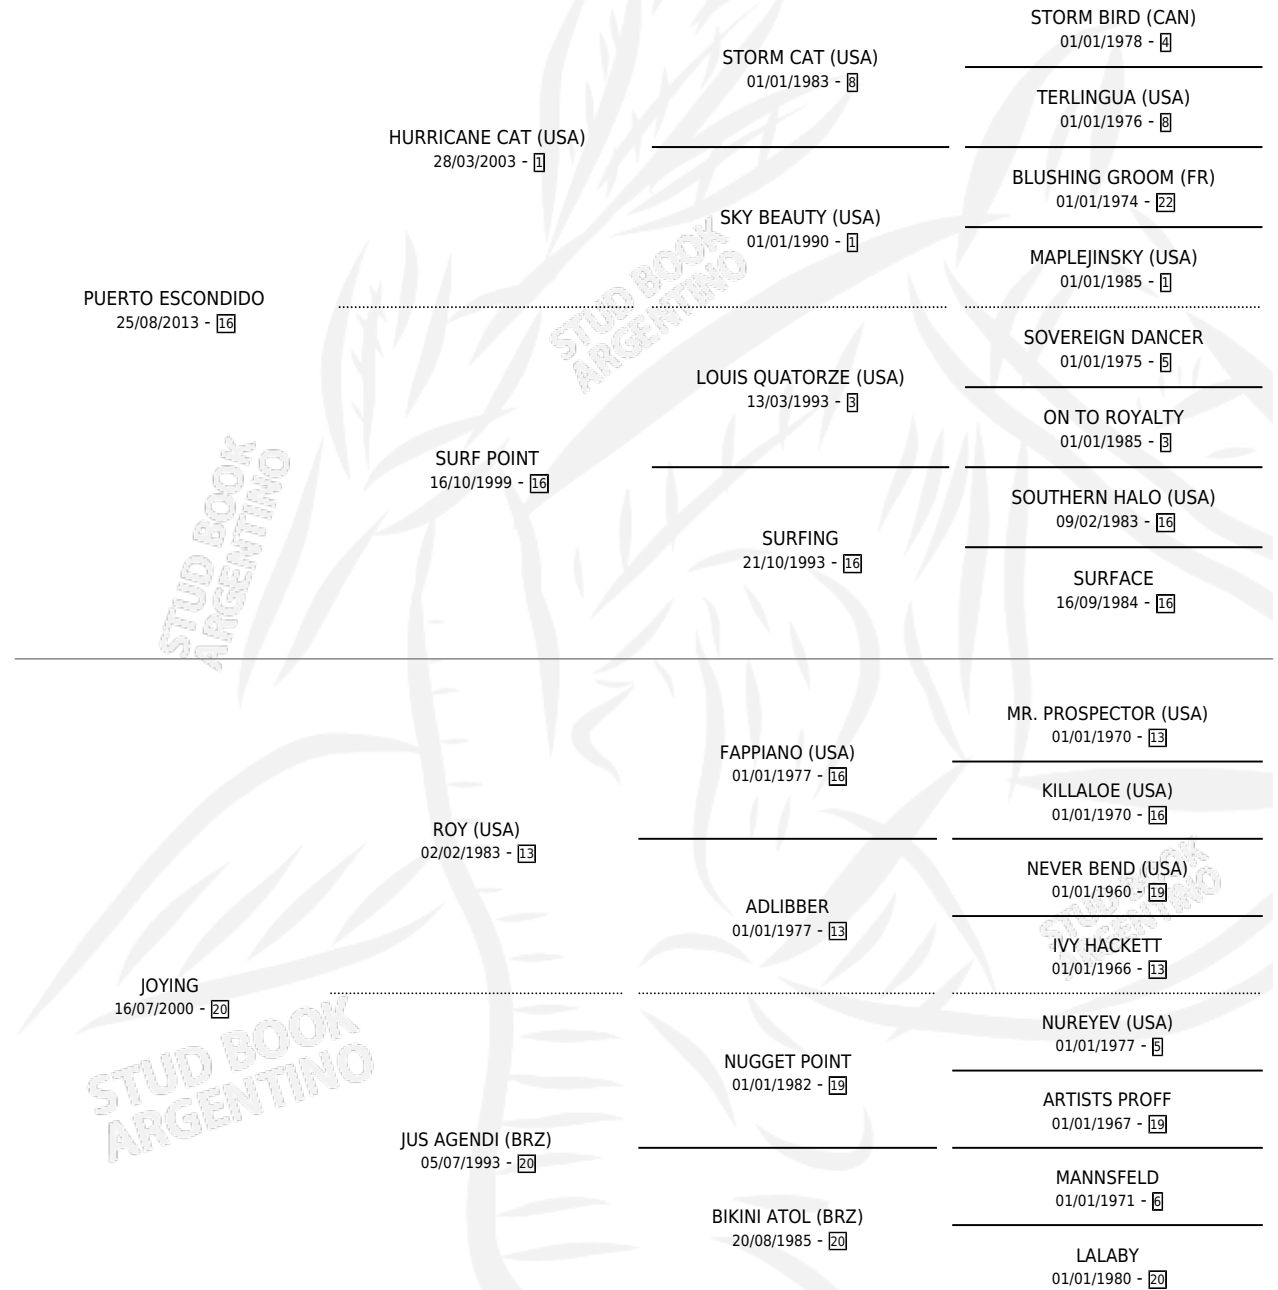 STORM BIRD (CAN)
01/01/1978 - 4
STORM CAT (USA)
01/01/1983 - 8
TERLINGUA (USA)
01/01/1976 - 8
HURRICANE CAT (USA)
28/03/2003 - 1
BLUSHING GROOM (FR)
01/01/1974 - 22
SKY BEAUTY (USA)
01/01/1990 - 1
MAPLEJINSKY (USA)
01/01/1985 - 1
PUERTO ESCONDIDO
25/08/2013 - 16
STUD BOOK
ARGENTINO
SOVEREIGN DANCER
01/01/1975 - 5
LOUIS QUATORZE (USA)
13/03/1993 - 3
ON TO ROYALTY
01/01/1985 - 3
SURF POINT
16/10/1999 - 16
SOUTHERN HALO (USA)
09/02/1983 - 16
SURFING
21/10/1993 - 16
SURFACE
16/09/1984 - 16
STUD BOOK
ARGENTINO
MR. PROSPECTOR (USA)
01/01/1970 - 13
FAPPIANO (USA)
01/01/1977 - 16
KILLALOE (USA)
01/01/1970 - 16
ROY (USA)
02/02/1983 - 13
NEVER BEND (USA)
01/01/1960 - 19
ADLIBBER
01/01/1977 - 13
STUD BOOK
ARGENTINO
IVY HACKETT
01/01/1966 - 13
JOYING
16/07/2000 - 20
NUREYEV (USA)
01/01/1977 - 5
NUGGET POINT
01/01/1982 - 19
STUD BOOK
ARGENTINO
ARTISTS PROFF
01/01/1967 - 19
JUS AGENDI (BRZ)
05/07/1993 - 20
MANNSFELD
01/01/1971 - 6
BIKINI ATOL (BRZ)
20/08/1985 - 20
LALABY
01/01/1980 - 20